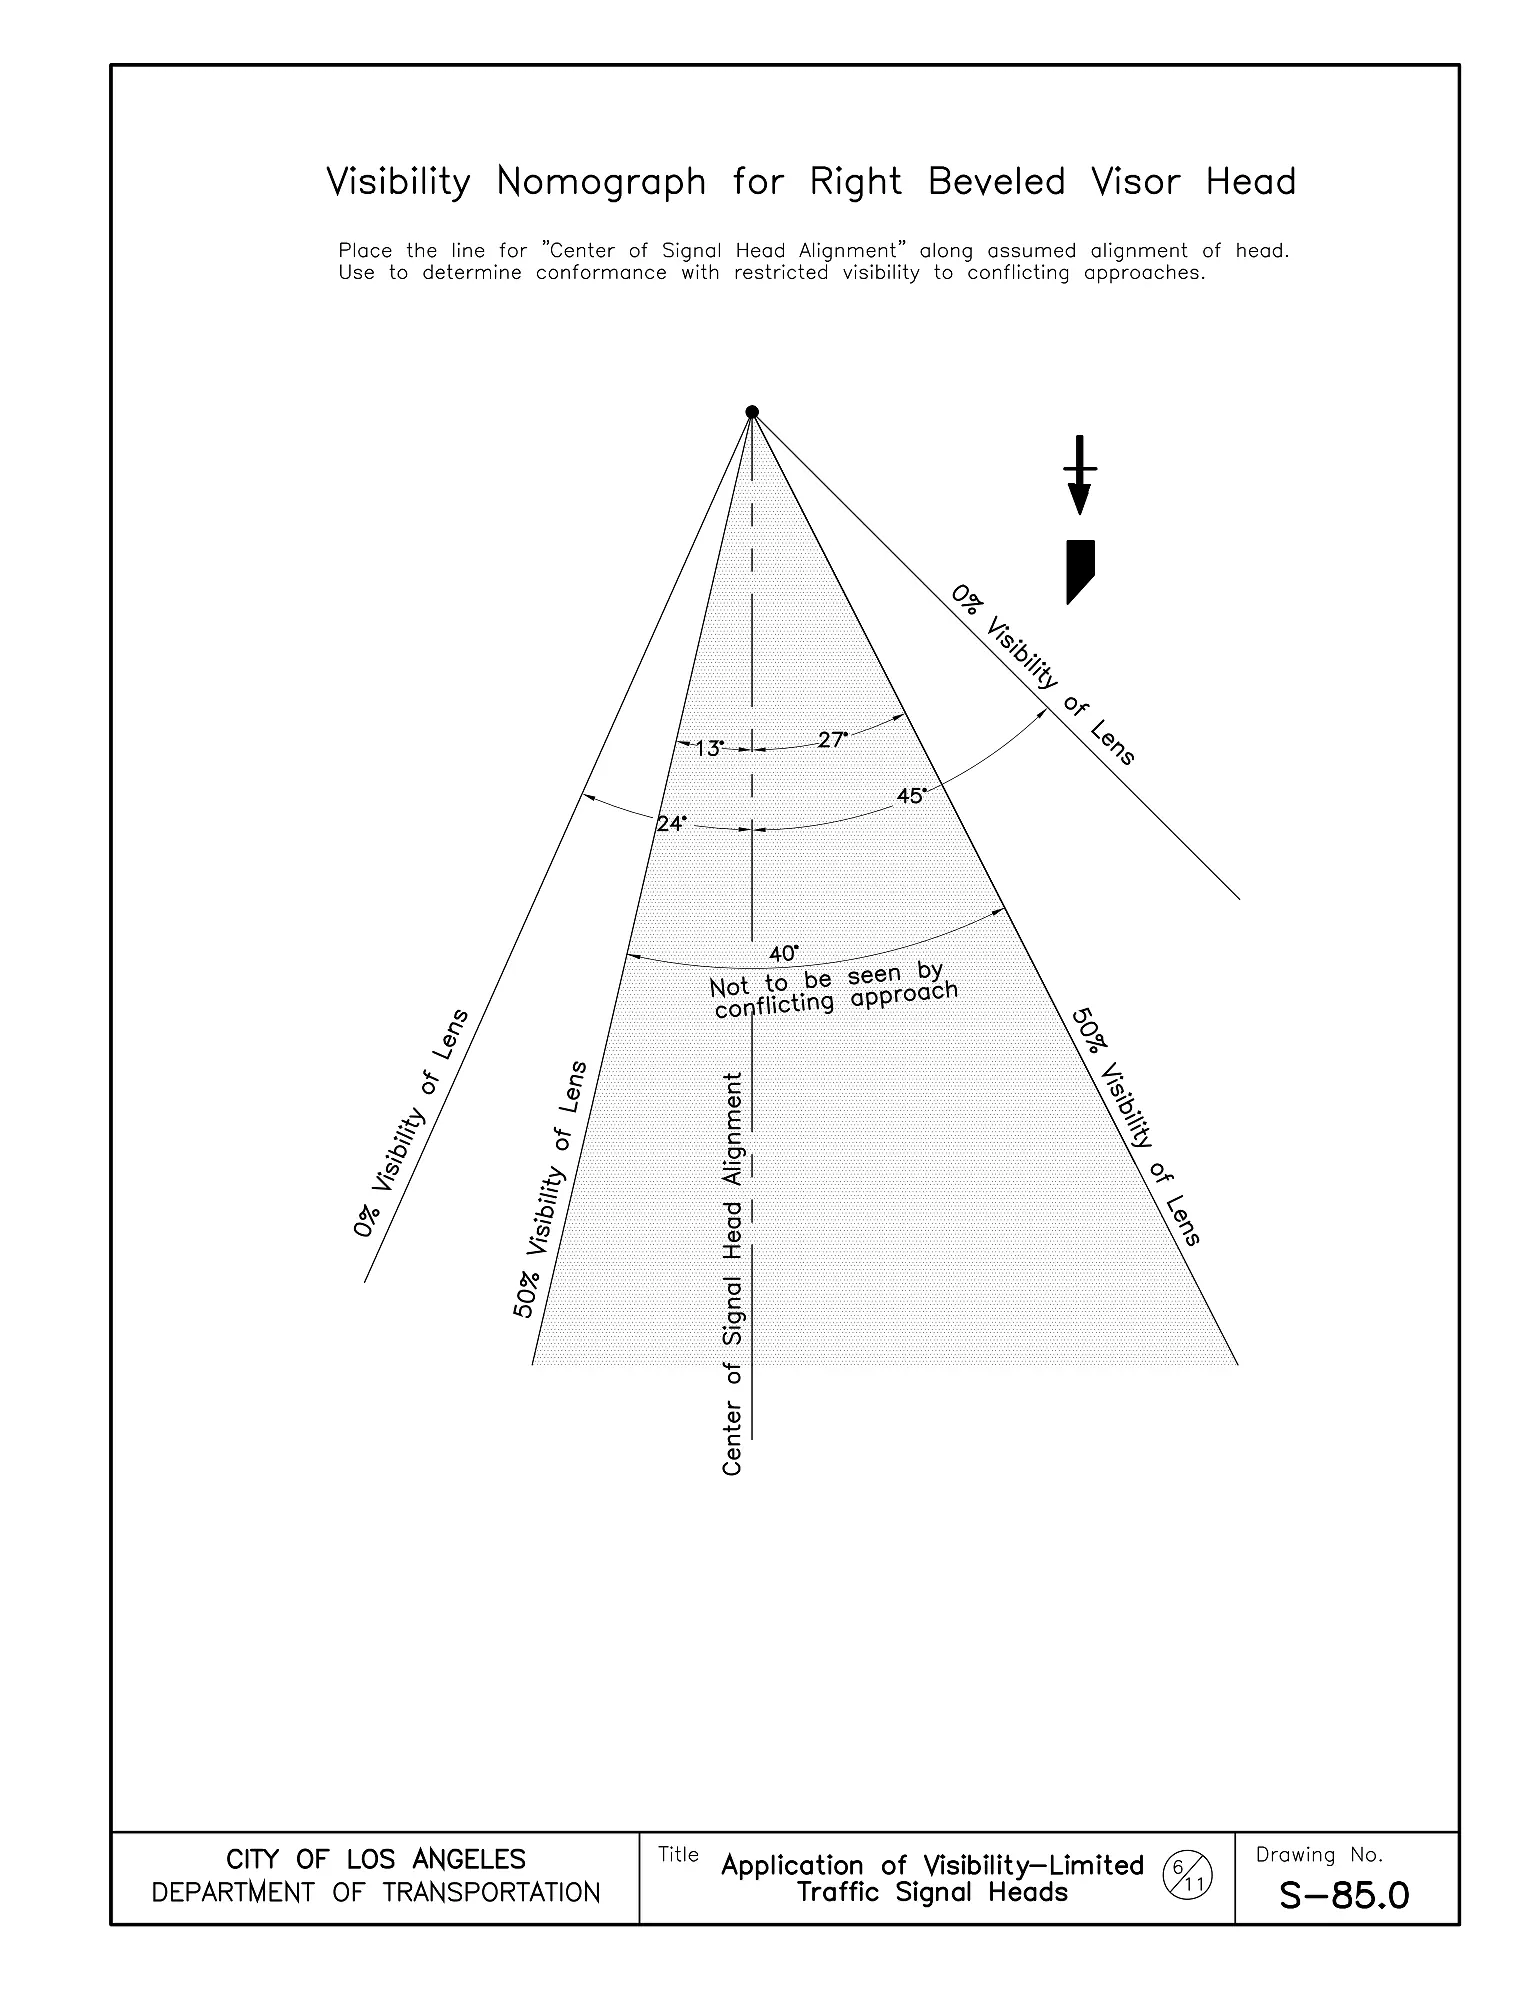 Visibility Nomograph for Right Beveled Visor Head
Place the line for "Center of Signal Head Alignment" along assumed alignment of head.
Use to determine conformance with restricted visibility to conflicting approaches.
0% Visibility of Lens
13°
27°
45°
24°
40°
Not to be seen by
conflicting approach
0% Visibility of Lens
50% Visibility of Lens
Center of Signal Head Alignment
50% Visibility of Lens
CITY OF LOS ANGELES
DEPARTMENT OF TRANSPORTATION
Title
Application of Visibility-Limited
Traffic Signal Heads
6/11
Drawing No.
S-85.0